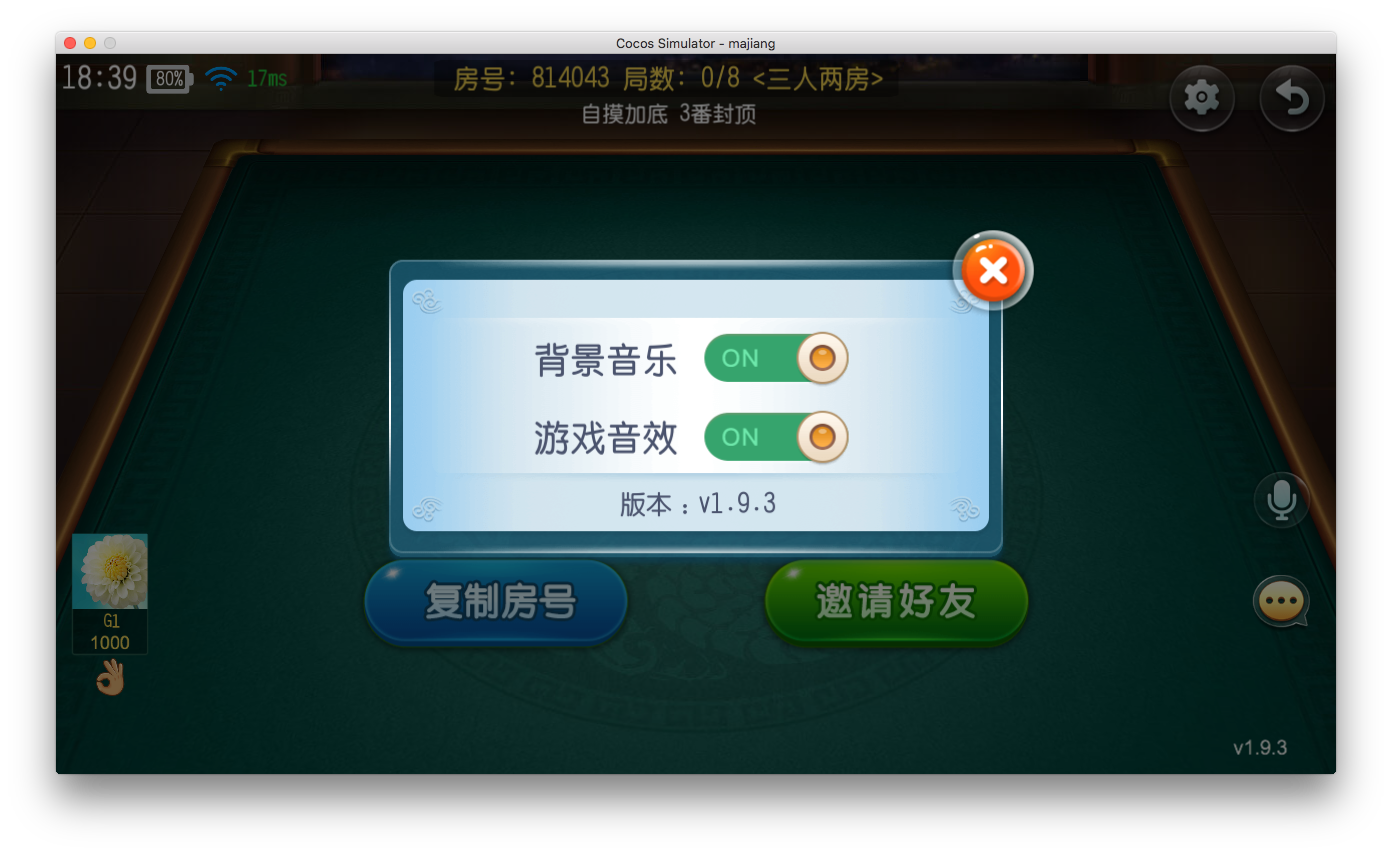 Cocos Simulator - majiang
18:39 80% 17ms
房号: 814043 局数: 0/8 <三人两房>
自摸加底 3番封顶
背景音乐 ON
游戏音效 ON
版本：v1.9.3
复制房号 邀请好友
G1
1000
v1.9.3